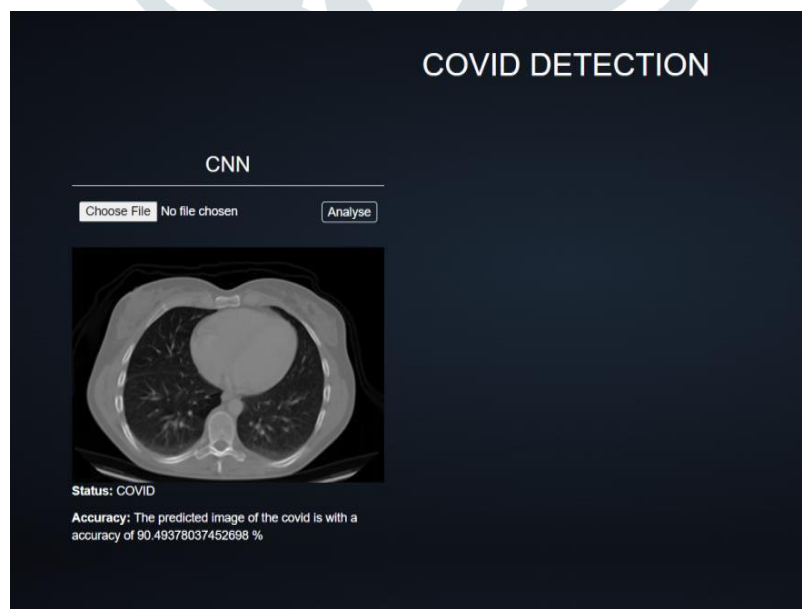 COVID DETECTION
CNN
Choose File No file chosen Analyse
Status: COVID
Accuracy: The predicted image of the covid is with a
accuracy of 90.49378037452698 %